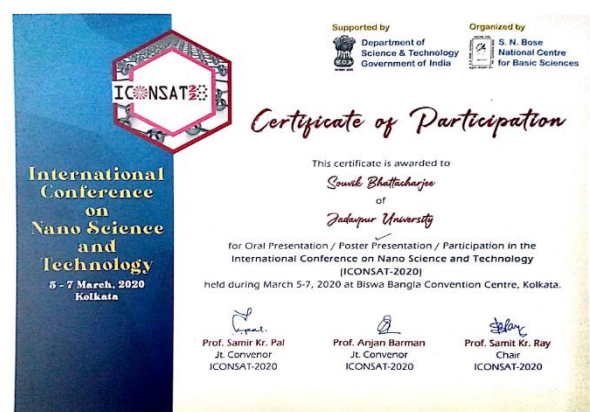 Supported by
Department of
Science & Technology
Government of India
Organized by
S. N. Bose
National Centre
for Basic Sciences
ICONSAT
Certificate of Participation
International
Conference
on
Nano Science
and
Technology
5 - 7 March, 2020
Kolkata
This certificate is awarded to
Souvik Bhattacharjee
of
Jadavpur University
for Oral Presentation / Poster Presentation / Participation in the
International Conference on Nano Science and Technology
(ICONSAT-2020)
held during March 5-7, 2020 at Biswa Bangla Convention Centre, Kolkata.
Prof. Samir Kr. Pal
Jt. Convenor
ICONSAT-2020
Prof. Anjan Barman
Jt. Convenor
ICONSAT-2020
Prof. Samit Kr. Ray
Chair
ICONSAT-2020